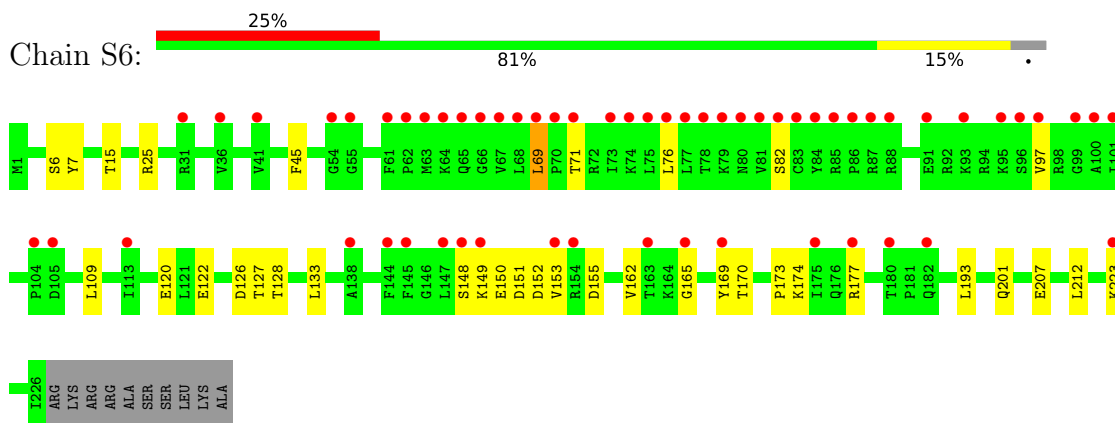 25%
Chain S6:
81% 15% •
M1 S6 Y7 T15 R25 R31 V36 V41 F45 G54 G55 F61 P62 M63 K64 Q65 G66 V67 L68 L69 P70 T71 R72 I73 K74 L75 L76 L77 T78 K79 N80 V81 S82 C83 Y84 R85 P86 R87 R88 E91 R92 K93 R94 K95 S96 V97 R98 G99 A100 I101
P104 D105 L109 I113 E120 L121 E122 D126 T127 T128 L133 A138 F144 F145 G146 L147 S148 K149 E150 D151 D152 V153 R154 D155 V162 T163 K164 G165 Y169 T170 P173 K174 I175 Q176 R177 T180 P181 Q182 L193 Q201 E207 L212 K223
I226 ARG LYS ARG ARG ALA SER SER LEU LYS ALA